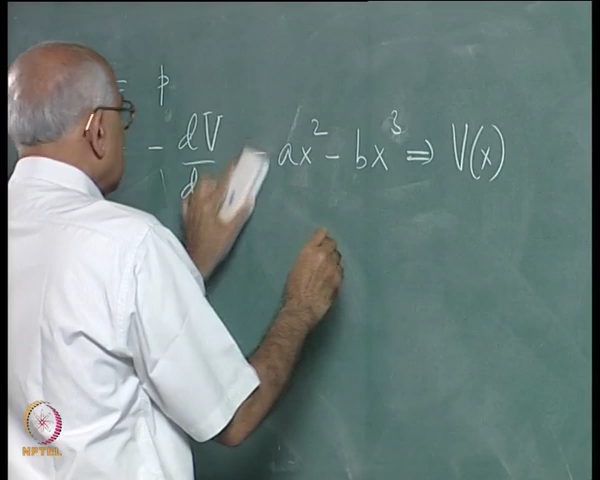 = p
- dV/d = ax² - bx³ ⇒ V(x)
NPTEL